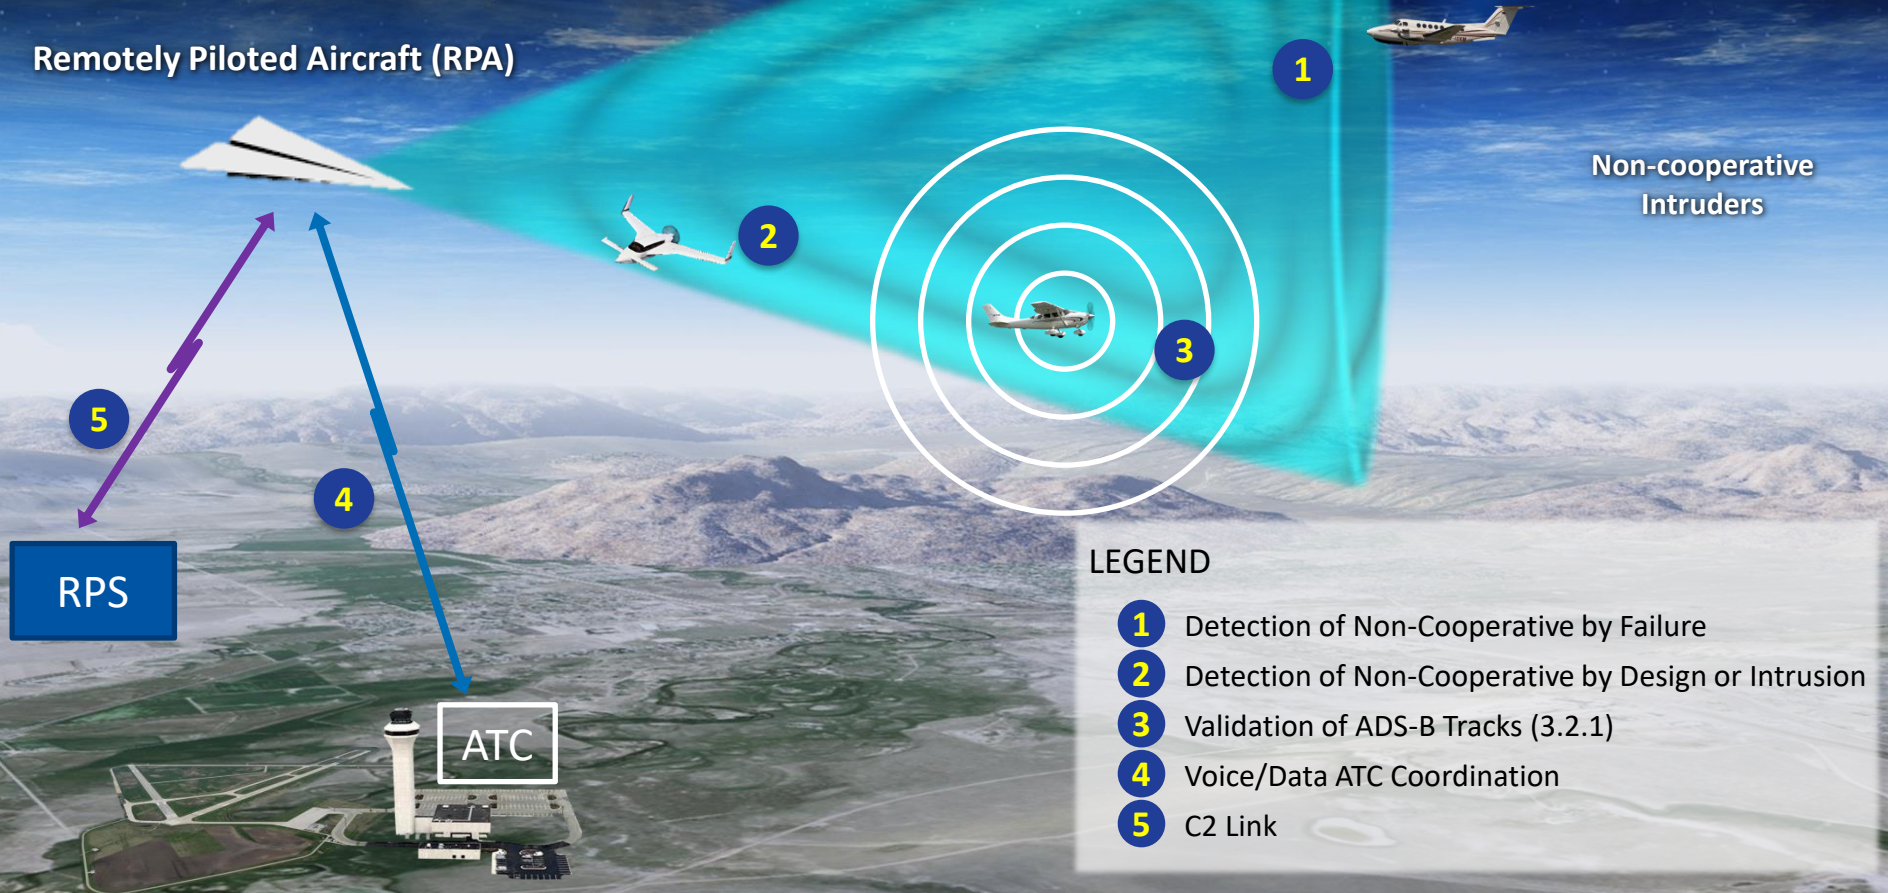 Remotely Piloted Aircraft (RPA)
1
Non-cooperative
Intruders
2
3
5
4
RPS
ATC
LEGEND
1 Detection of Non-Cooperative by Failure
2 Detection of Non-Cooperative by Design or Intrusion
3 Validation of ADS-B Tracks (3.2.1)
4 Voice/Data ATC Coordination
5 C2 Link